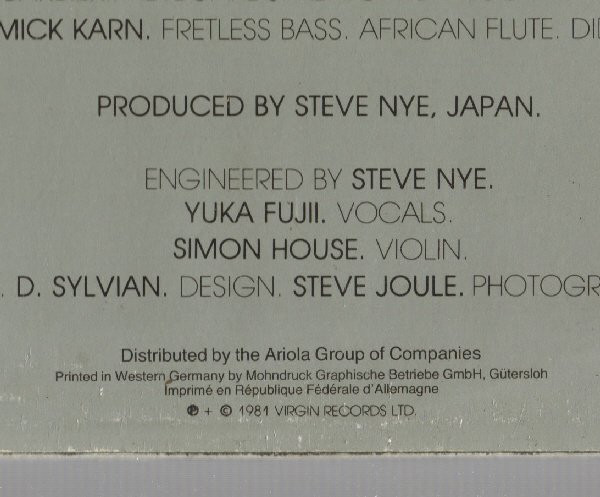 MICK KARN. FRETLESS BASS. AFRICAN FLUTE.
PRODUCED BY STEVE NYE, JAPAN.
ENGINEERED BY STEVE NYE.
YUKA FUJII. VOCALS.
SIMON HOUSE. VIOLIN.
. D. SYLVIAN. DESIGN. STEVE JOULE. PHOTOGR
Distributed by the Ariola Group of Companies
Printed in Western Germany by Mohndruck Graphische Betriebe GmbH, Gütersloh
Imprimé en République Fédérale d'Allemagne
℗ + © 1981 VIRGIN RECORDS LTD.